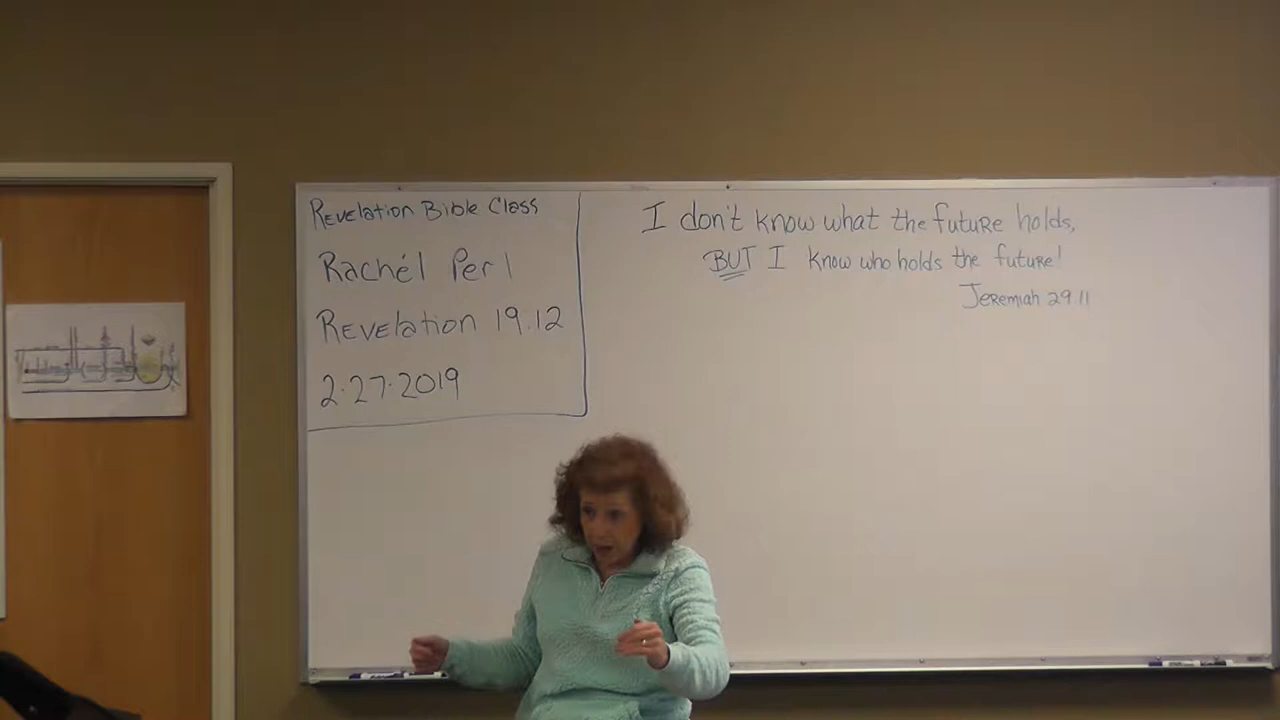 Revelation Bible Class
Rachél Perl
Revelation 19.12
2.27.2019
I don't know what the future holds,
BUT I know who holds the future!
Jeremiah 29.11